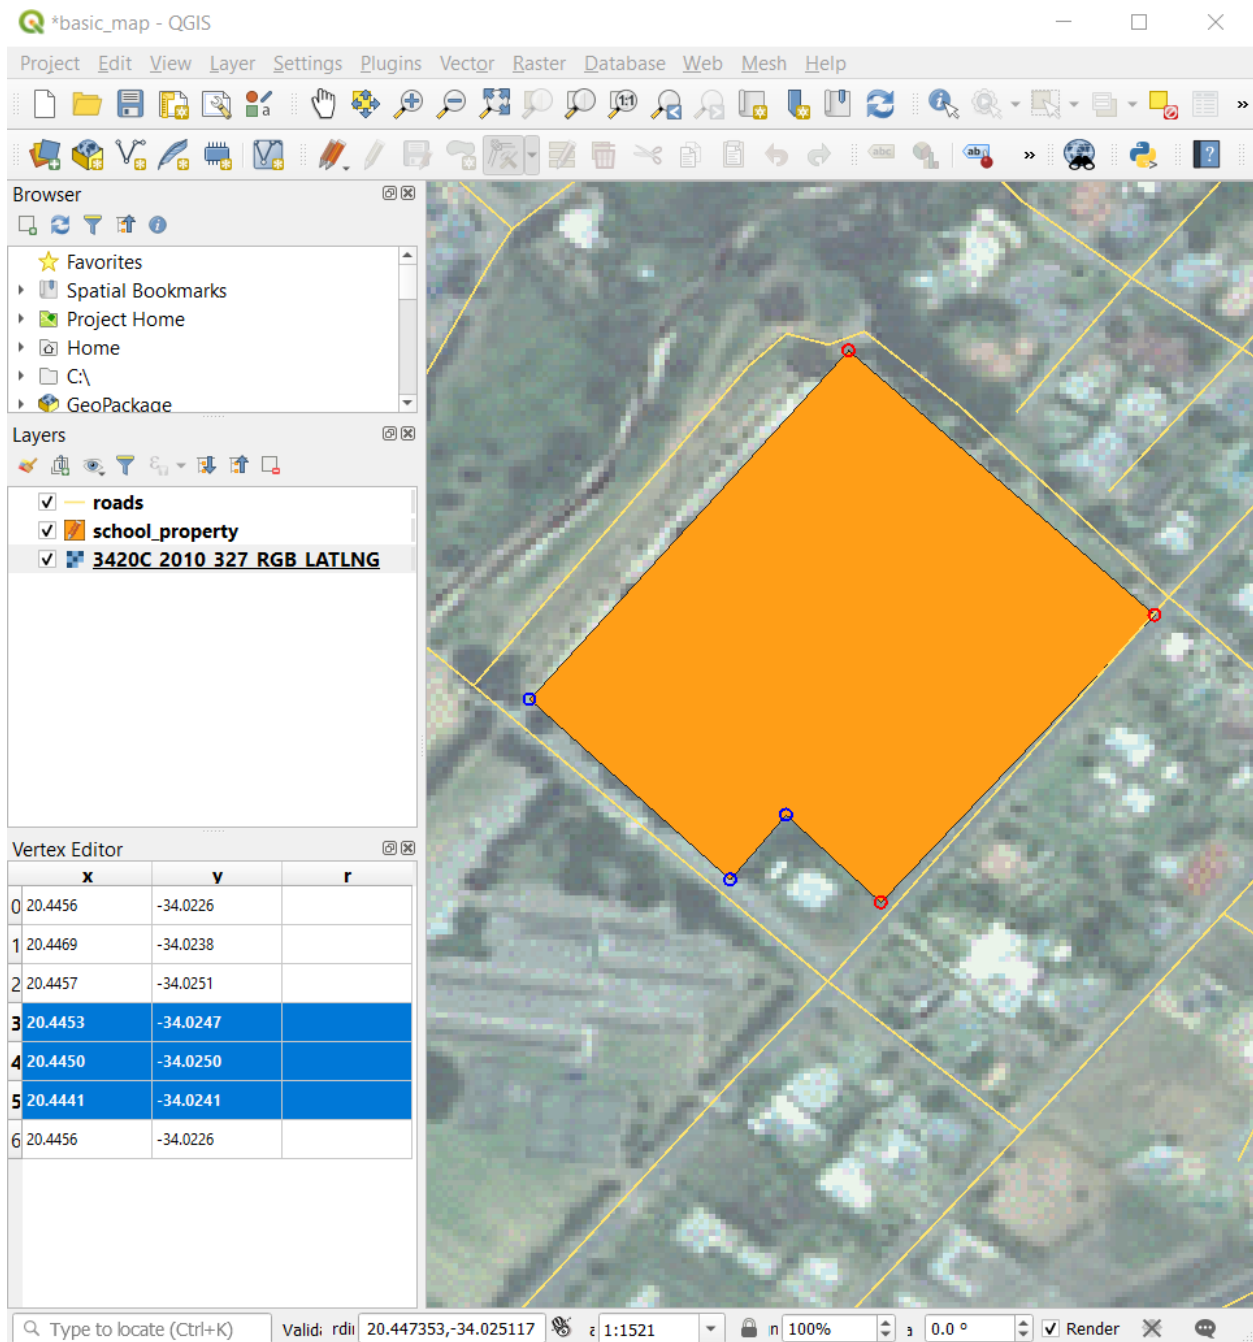 *basic_map - QGIS
Project Edit View Layer Settings Plugins Vector Raster Database Web Mesh Help
1:1
abc
ab
»
Browser
Favorites
Spatial Bookmarks
Project Home
Home
C:\
GeoPackage
Layers
roads
school_property
3420C_2010_327_RGB_LATLNG
Vertex Editor
x y r
0 20.4456 -34.0226
1 20.4469 -34.0238
2 20.4457 -34.0251
3 20.4453 -34.0247
4 20.4450 -34.0250
5 20.4441 -34.0241
6 20.4456 -34.0226
Type to locate (Ctrl+K) 20.447353,-34.025117 1:1521 100% 0.0 ° Render